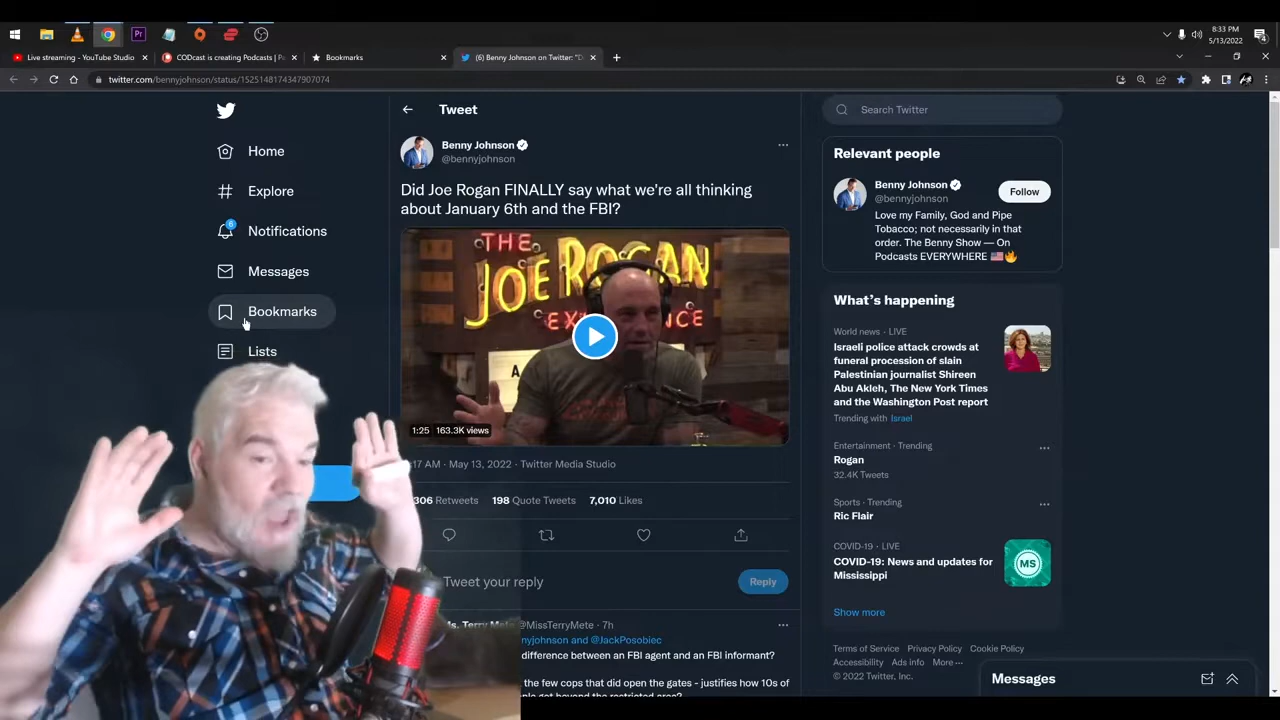 8:33 PM
5/13/2022
Live streaming - YouTube Studio
CODcast is creating Podcasts | P
Bookmarks
(6) Benny Johnson on Twitter: "D
twitter.com/bennyjohnson/status/1525148174347907074
Home
Explore
6
Notifications
Messages
Bookmarks
Lists
Tweet
Benny Johnson
@bennyjohnson
Did Joe Rogan FINALLY say what we're all thinking
about January 6th and the FBI?
THE
JOE ROGAN
EX NCE
A
1:25 163.3K views
:17 AM · May 13, 2022 · Twitter Media Studio
306 Retweets 198 Quote Tweets 7,010 Likes
Tweet your reply
Reply
s. Terry Mete @MissTerryMete · 7h
nyjohnson and @JackPosobiec
difference between an FBI agent and an FBI informant?
the few cops that did open the gates - justifies how 10s of
Search Twitter
Relevant people
Benny Johnson
@bennyjohnson
Follow
Love my Family, God and Pipe
Tobacco; not necessarily in that
order. The Benny Show — On
Podcasts EVERYWHERE 🇺🇸🔥
What's happening
World news · LIVE
Israeli police attack crowds at
funeral procession of slain
Palestinian journalist Shireen
Abu Akleh, The New York Times
and the Washington Post report
Trending with Israel
Entertainment · Trending
Rogan
32.4K Tweets
Sports · Trending
Ric Flair
COVID-19 · LIVE
COVID-19: News and updates for
Mississippi
MS
Show more
Terms of Service Privacy Policy Cookie Policy
Accessibility Ads info More ···
© 2022 Twitter, Inc.
Messages